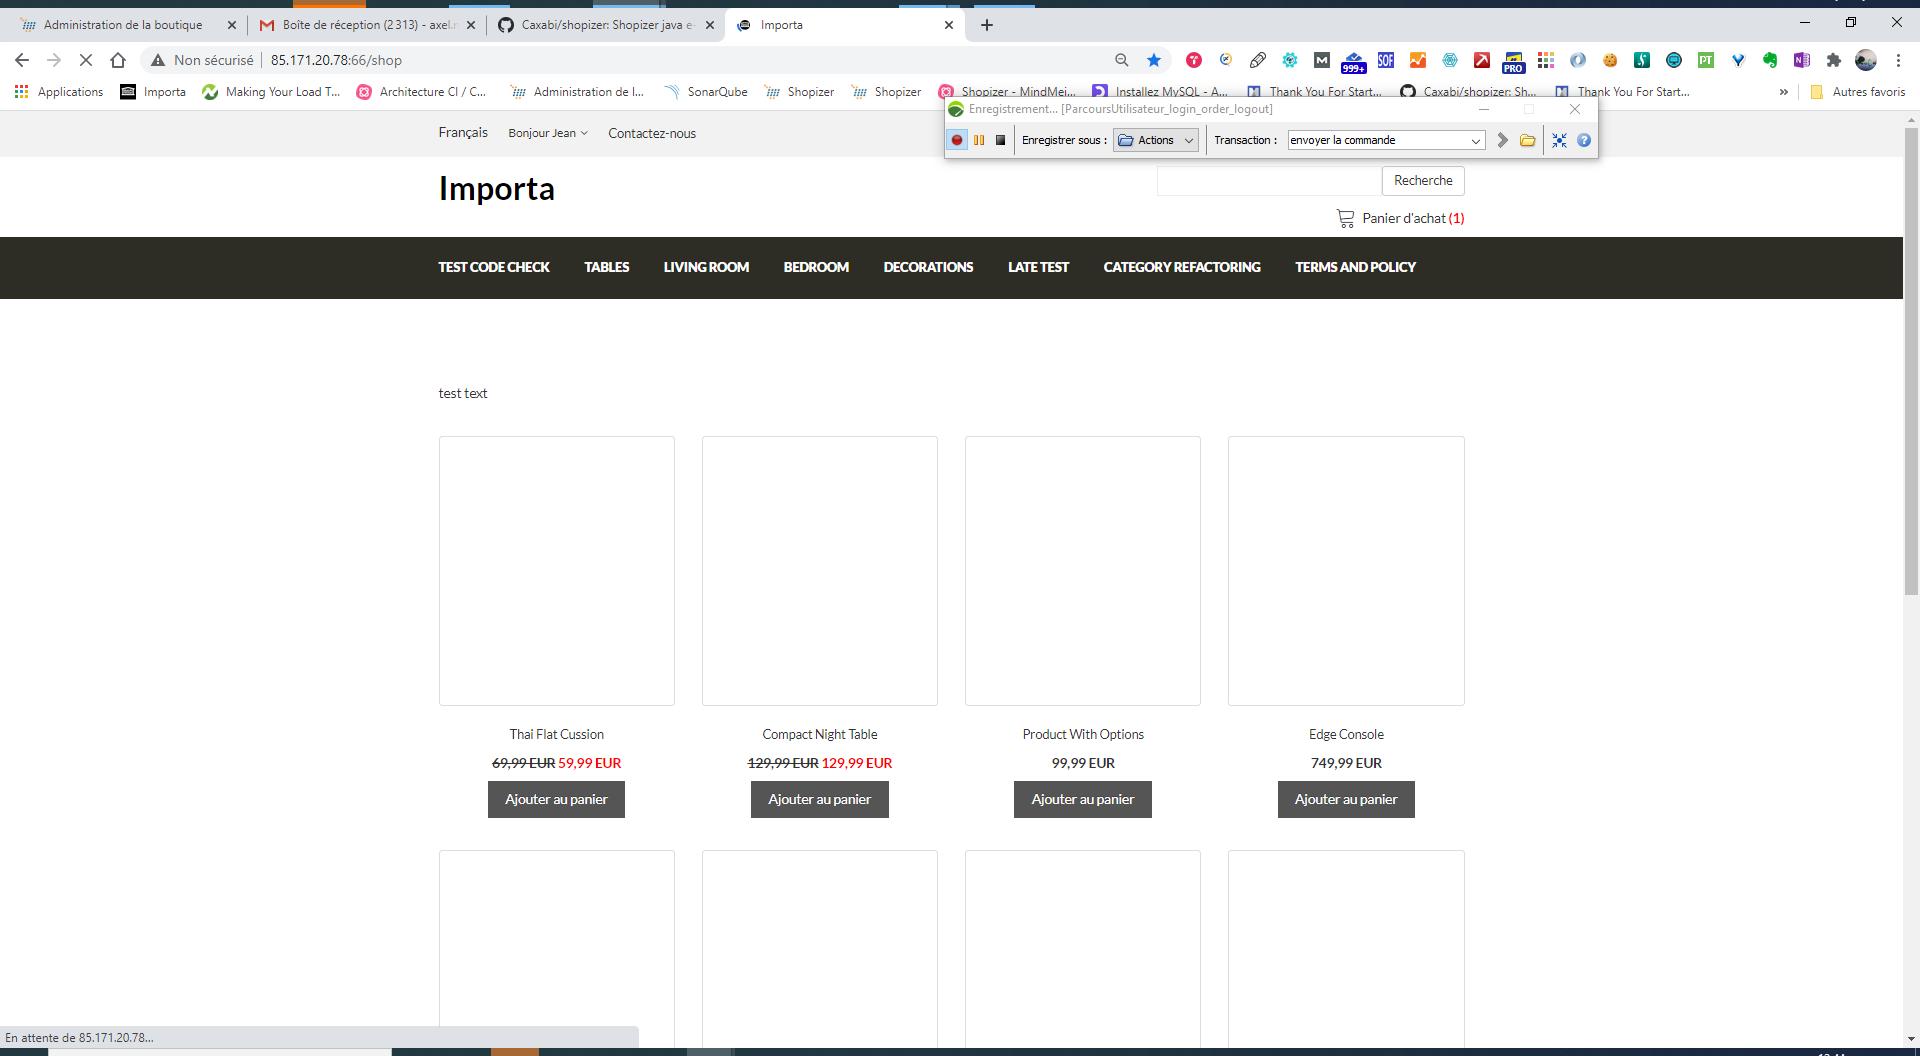 Administration de la boutique
Boîte de réception (2 313) - axel.r
Caxabi/shopizer: Shopizer java e-
Importa
Non sécurisé
85.171.20.78:66/shop
M
999+
SOF
PRO
PT
Applications
Importa
Making Your Load T...
Architecture CI / C...
Administration de l...
SonarQube
Shopizer
Shopizer
Shopizer - MindMei...
Installez MySQL - A...
Thank You For Start...
Caxabi/shopizer: Sh...
Thank You For Start...
»
Autres favoris
Enregistrement... [ParcoursUtilisateur_login_order_logout]
Enregistrer sous :
Actions
Transaction :
envoyer la commande
Français
Bonjour Jean
Contactez-nous
Importa
Recherche
Panier d'achat (1)
TEST CODE CHECK
TABLES
LIVING ROOM
BEDROOM
DECORATIONS
LATE TEST
CATEGORY REFACTORING
TERMS AND POLICY
test text
Thai Flat Cussion
69,99 EUR 59,99 EUR
Ajouter au panier
Compact Night Table
129,99 EUR 129,99 EUR
Ajouter au panier
Product With Options
99,99 EUR
Ajouter au panier
Edge Console
749,99 EUR
Ajouter au panier
En attente de 85.171.20.78...